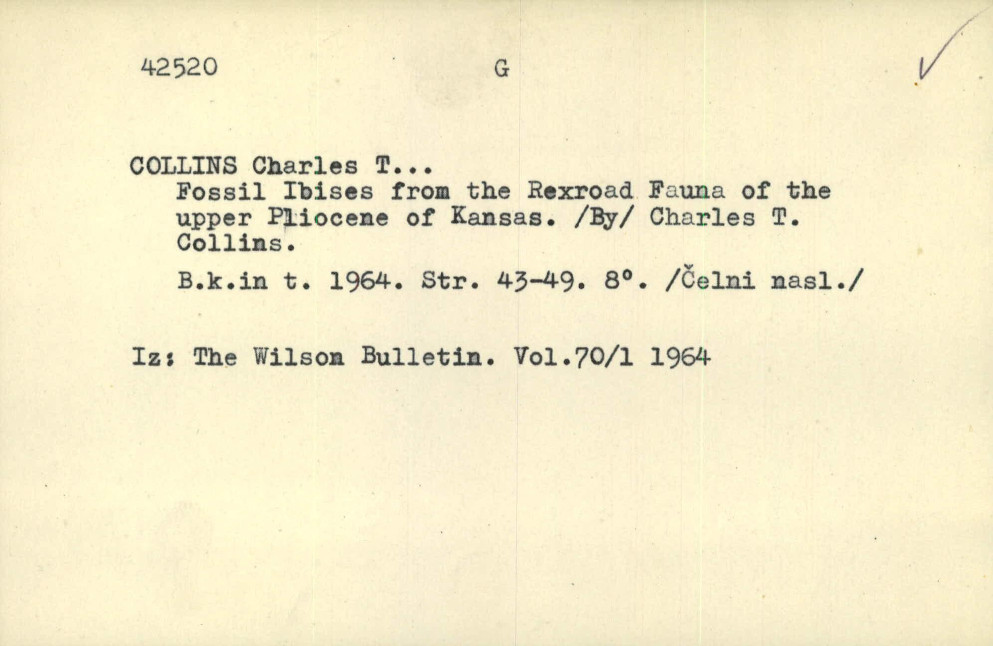 42520 G
COLLINS Charles T...
Fossil Ibises from the Rexroad Fauna of the
upper Pliocene of Kansas. /By/ Charles T.
Collins.
B.k.in t. 1964. Str. 43-49. 8°. /Čelni nasl./
Iz: The Wilson Bulletin. Vol.70/1 1964